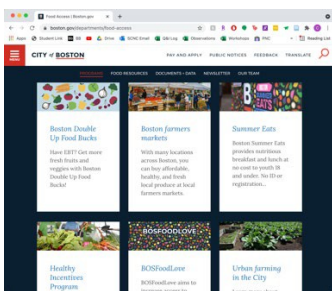 Food Access | Boston.gov
boston.gov/departments/food-access
Apps
Student Link
Drive
Observations
Workshops
Reading List
MENU
CITY of BOSTON
PAY AND APPLY
PUBLIC NOTICES
FEEDBACK
TRANSLATE
PROGRAMS
FOOD RESOURCES
DOCUMENTS + DATA
NEWSLETTER
OUR TEAM
Boston Double
Up Food Bucks
Have EBT? Get more
fresh fruits and
veggies with Boston
Double Up Food
Bucks!
Boston farmers
markets
With many locations
across Boston, you
can buy affordable,
healthy, and fresh
local produce at local
farmers markets.
EATS
Summer Eats
Boston Summer Eats
provides nutritious
breakfast and lunch at
no cost to youth 18
and under. No ID or
registration...
Healthy
Incentives
Program
BOSFOODLOVE
BOSFoodLove
BOSFoodLove aims to
Urban farming
in the City